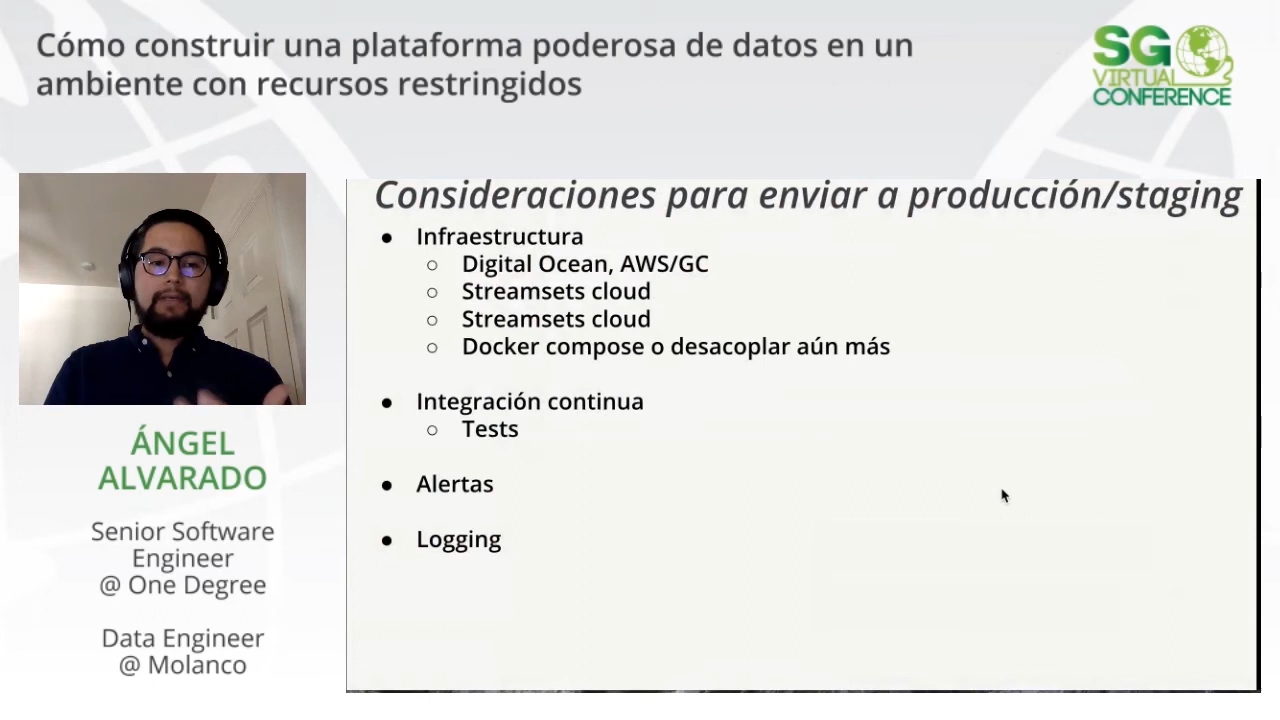 Cómo construir una plataforma poderosa de datos en un
ambiente con recursos restringidos
SG
VIRTUAL
CONFERENCE
ÁNGEL
ALVARADO
Senior Software
Engineer
@ One Degree
Data Engineer
@ Molanco
Consideraciones para enviar a producción/staging
● Infraestructura
○ Digital Ocean, AWS/GC
○ Streamsets cloud
○ Streamsets cloud
○ Docker compose o desacoplar aún más
● Integración continua
○ Tests
● Alertas
● Logging